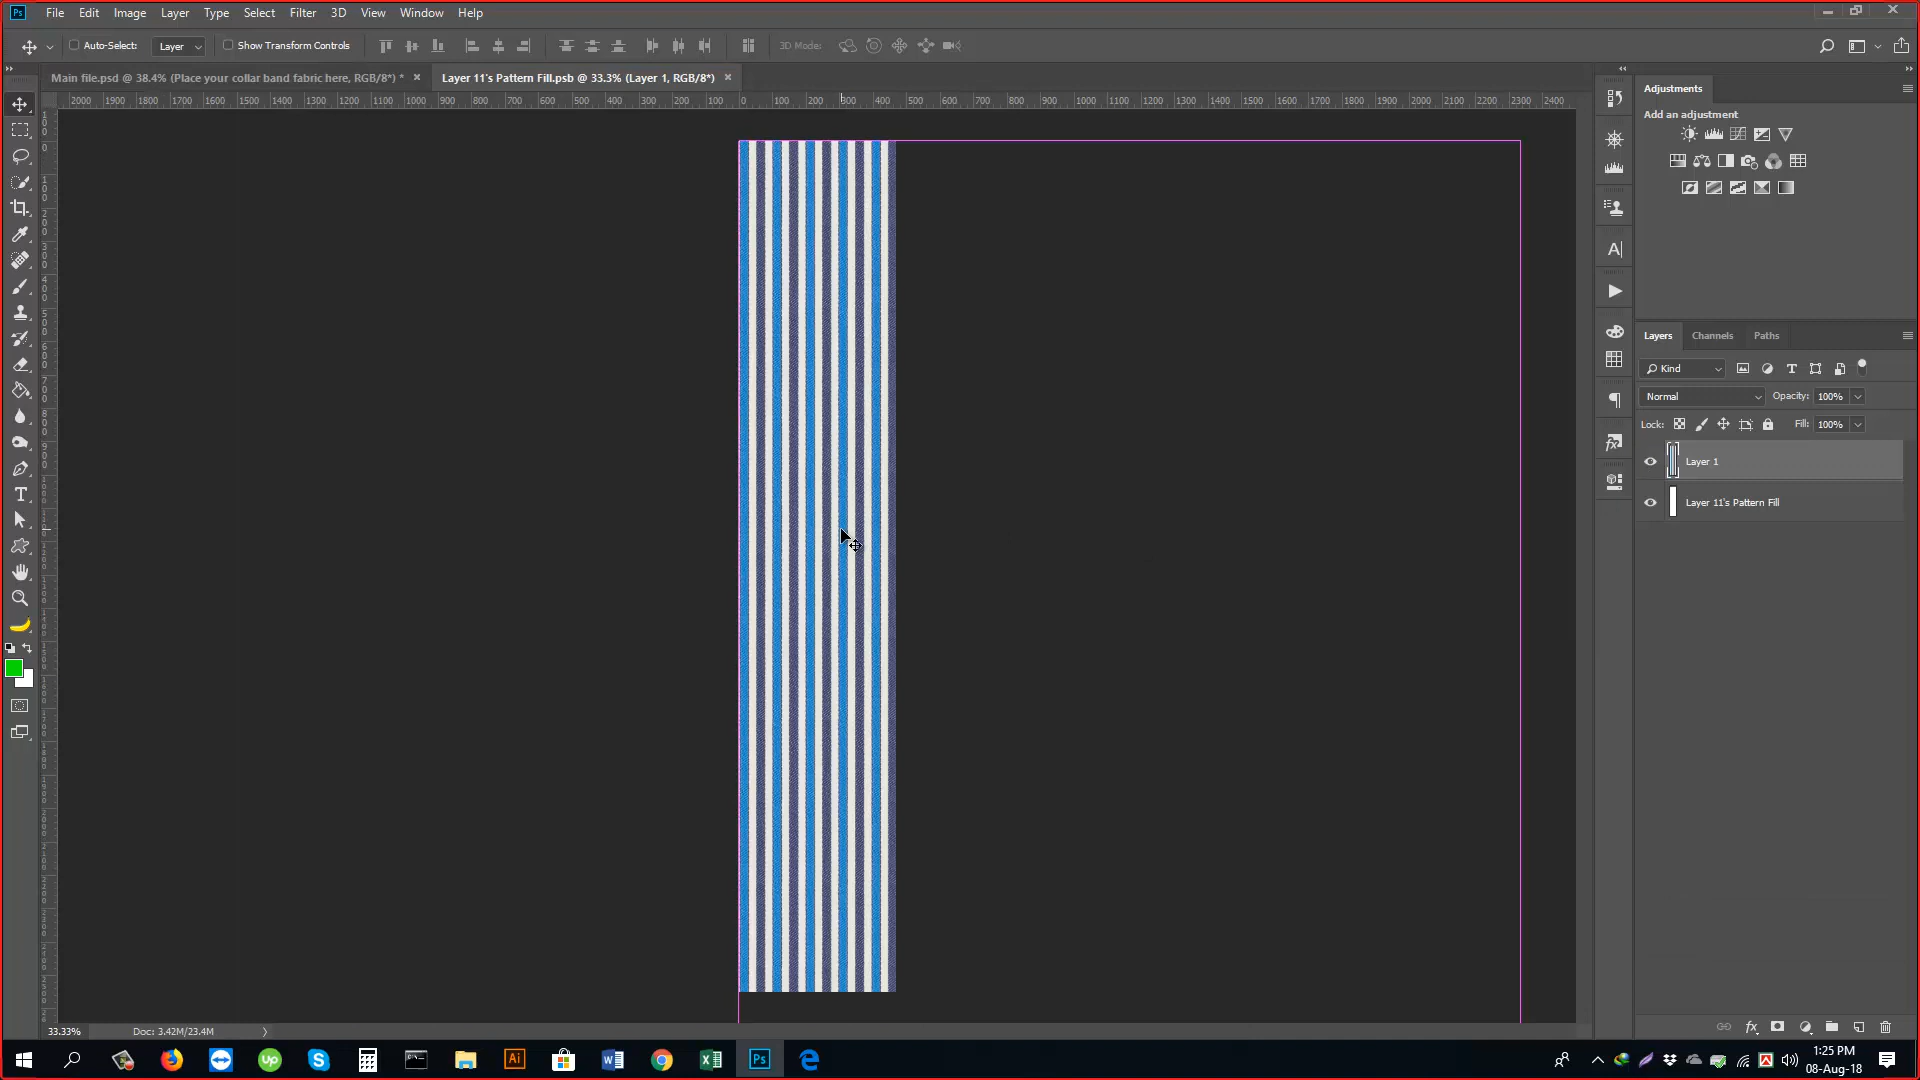 Ps File Edit Image Layer Type Select Filter 3D View Window Help
Auto-Select: Layer Show Transform Controls 3D Mode:
Main file.psd @ 38.4% (Place your collar band fabric here, RGB/8*) * × Layer 11's Pattern Fill.psb @ 33.3% (Layer 1, RGB/8*) ×
2000 1900 1800 1700 1600 1500 1400 1300 1200 1100 1000 900 800 700 600 500 400 300 200 100 0 100 200 300 400 500 600 700 800 900 1000 1100 1200 1300 1400 1500 1600 1700 1800 1900 2000 2100 2200 2300 2400
Adjustments
Add an adjustment
Layers Channels Paths
Kind
Normal Opacity: 100%
Lock: Fill: 100%
Layer 1
Layer 11's Pattern Fill
33.33% Doc: 3.42M/23.4M
1:25 PM
08-Aug-18